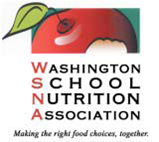 WASHINGTON
SCHOOL
NUTRITION
ASSOCIATION
Making the right food choices, together.